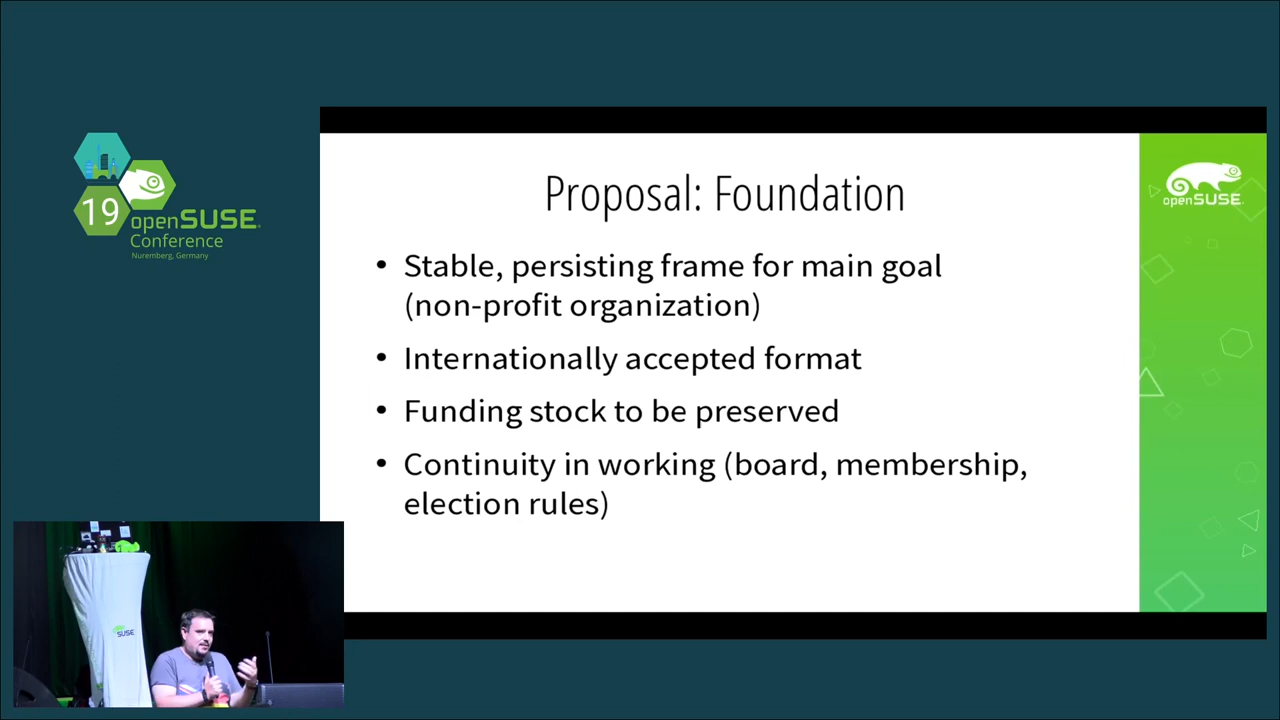 19
openSUSE
Conference
Nuremberg, Germany
Proposal: Foundation
openSUSE
• Stable, persisting frame for main goal
(non-profit organization)
• Internationally accepted format
• Funding stock to be preserved
• Continuity in working (board, membership,
election rules)
SUSE